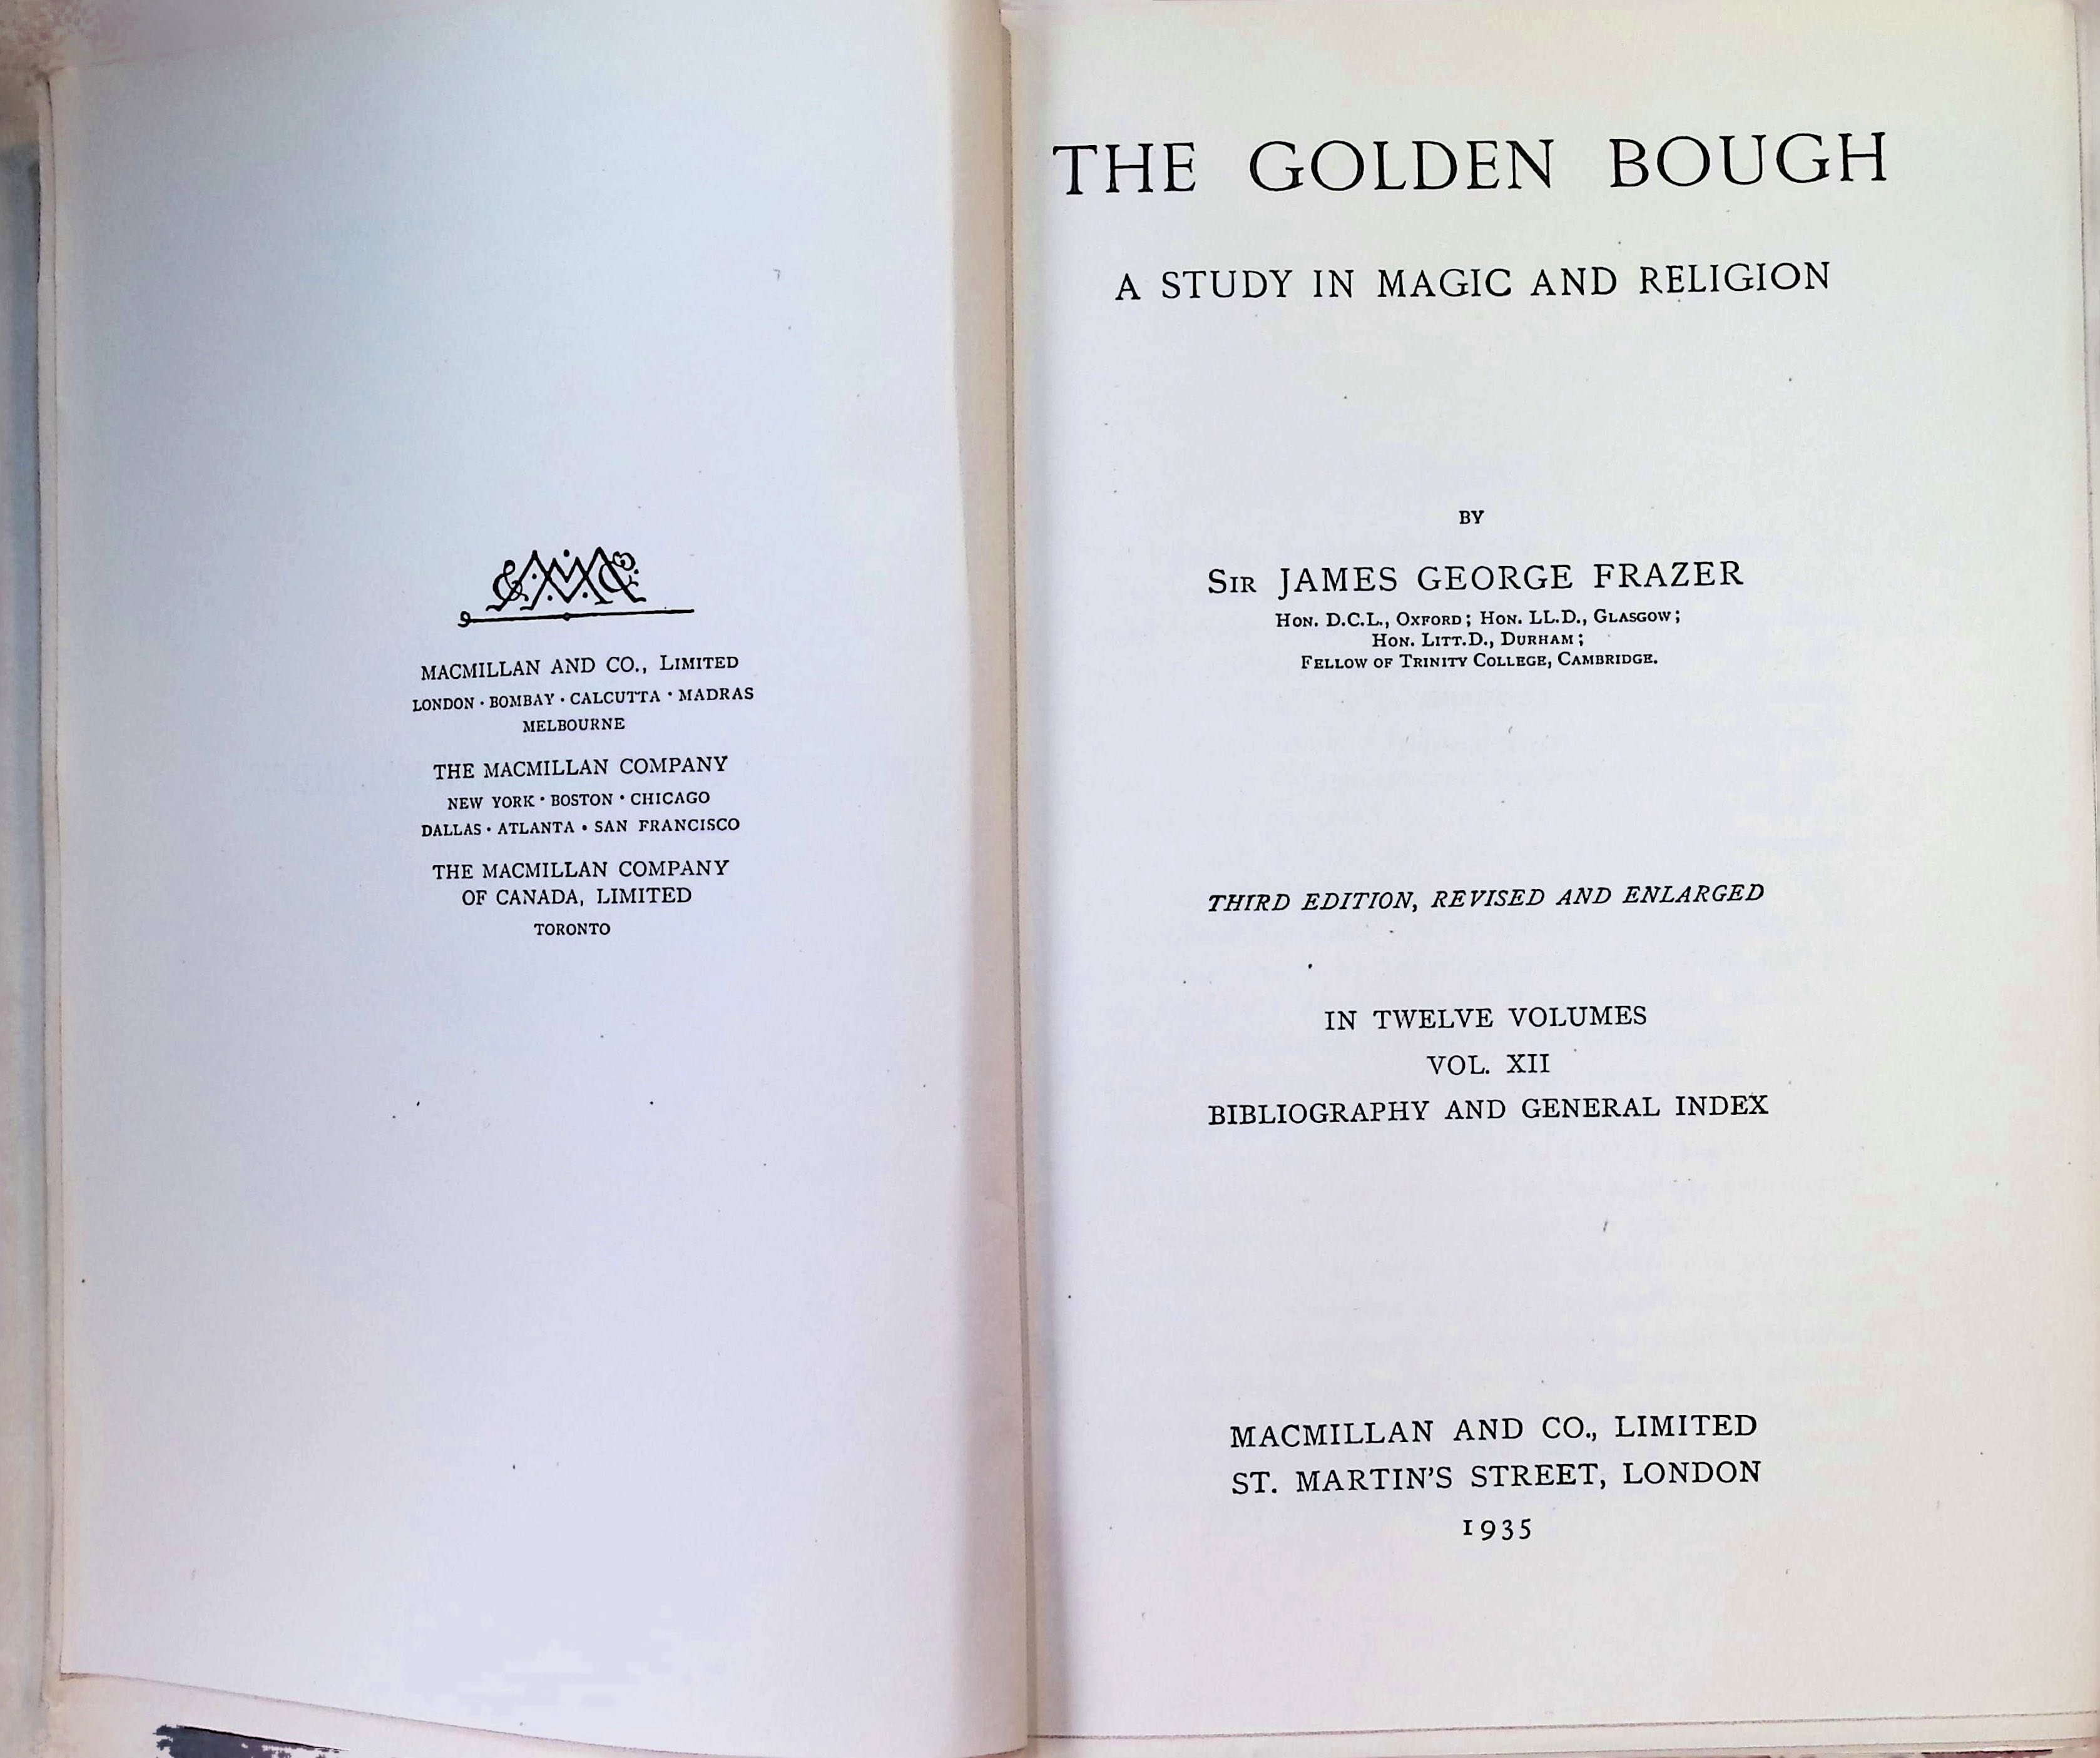 MACMILLAN AND CO., LIMITED
LONDON · BOMBAY · CALCUTTA · MADRAS
MELBOURNE
THE MACMILLAN COMPANY
NEW YORK · BOSTON · CHICAGO
DALLAS · ATLANTA · SAN FRANCISCO
THE MACMILLAN COMPANY
OF CANADA, LIMITED
TORONTO
THE GOLDEN BOUGH
A STUDY IN MAGIC AND RELIGION
BY
SIR JAMES GEORGE FRAZER
HON. D.C.L., OXFORD; HON. LL.D., GLASGOW;
HON. LITT.D., DURHAM;
FELLOW OF TRINITY COLLEGE, CAMBRIDGE.
THIRD EDITION, REVISED AND ENLARGED
IN TWELVE VOLUMES
VOL. XII
BIBLIOGRAPHY AND GENERAL INDEX
MACMILLAN AND CO., LIMITED
ST. MARTIN'S STREET, LONDON
1935